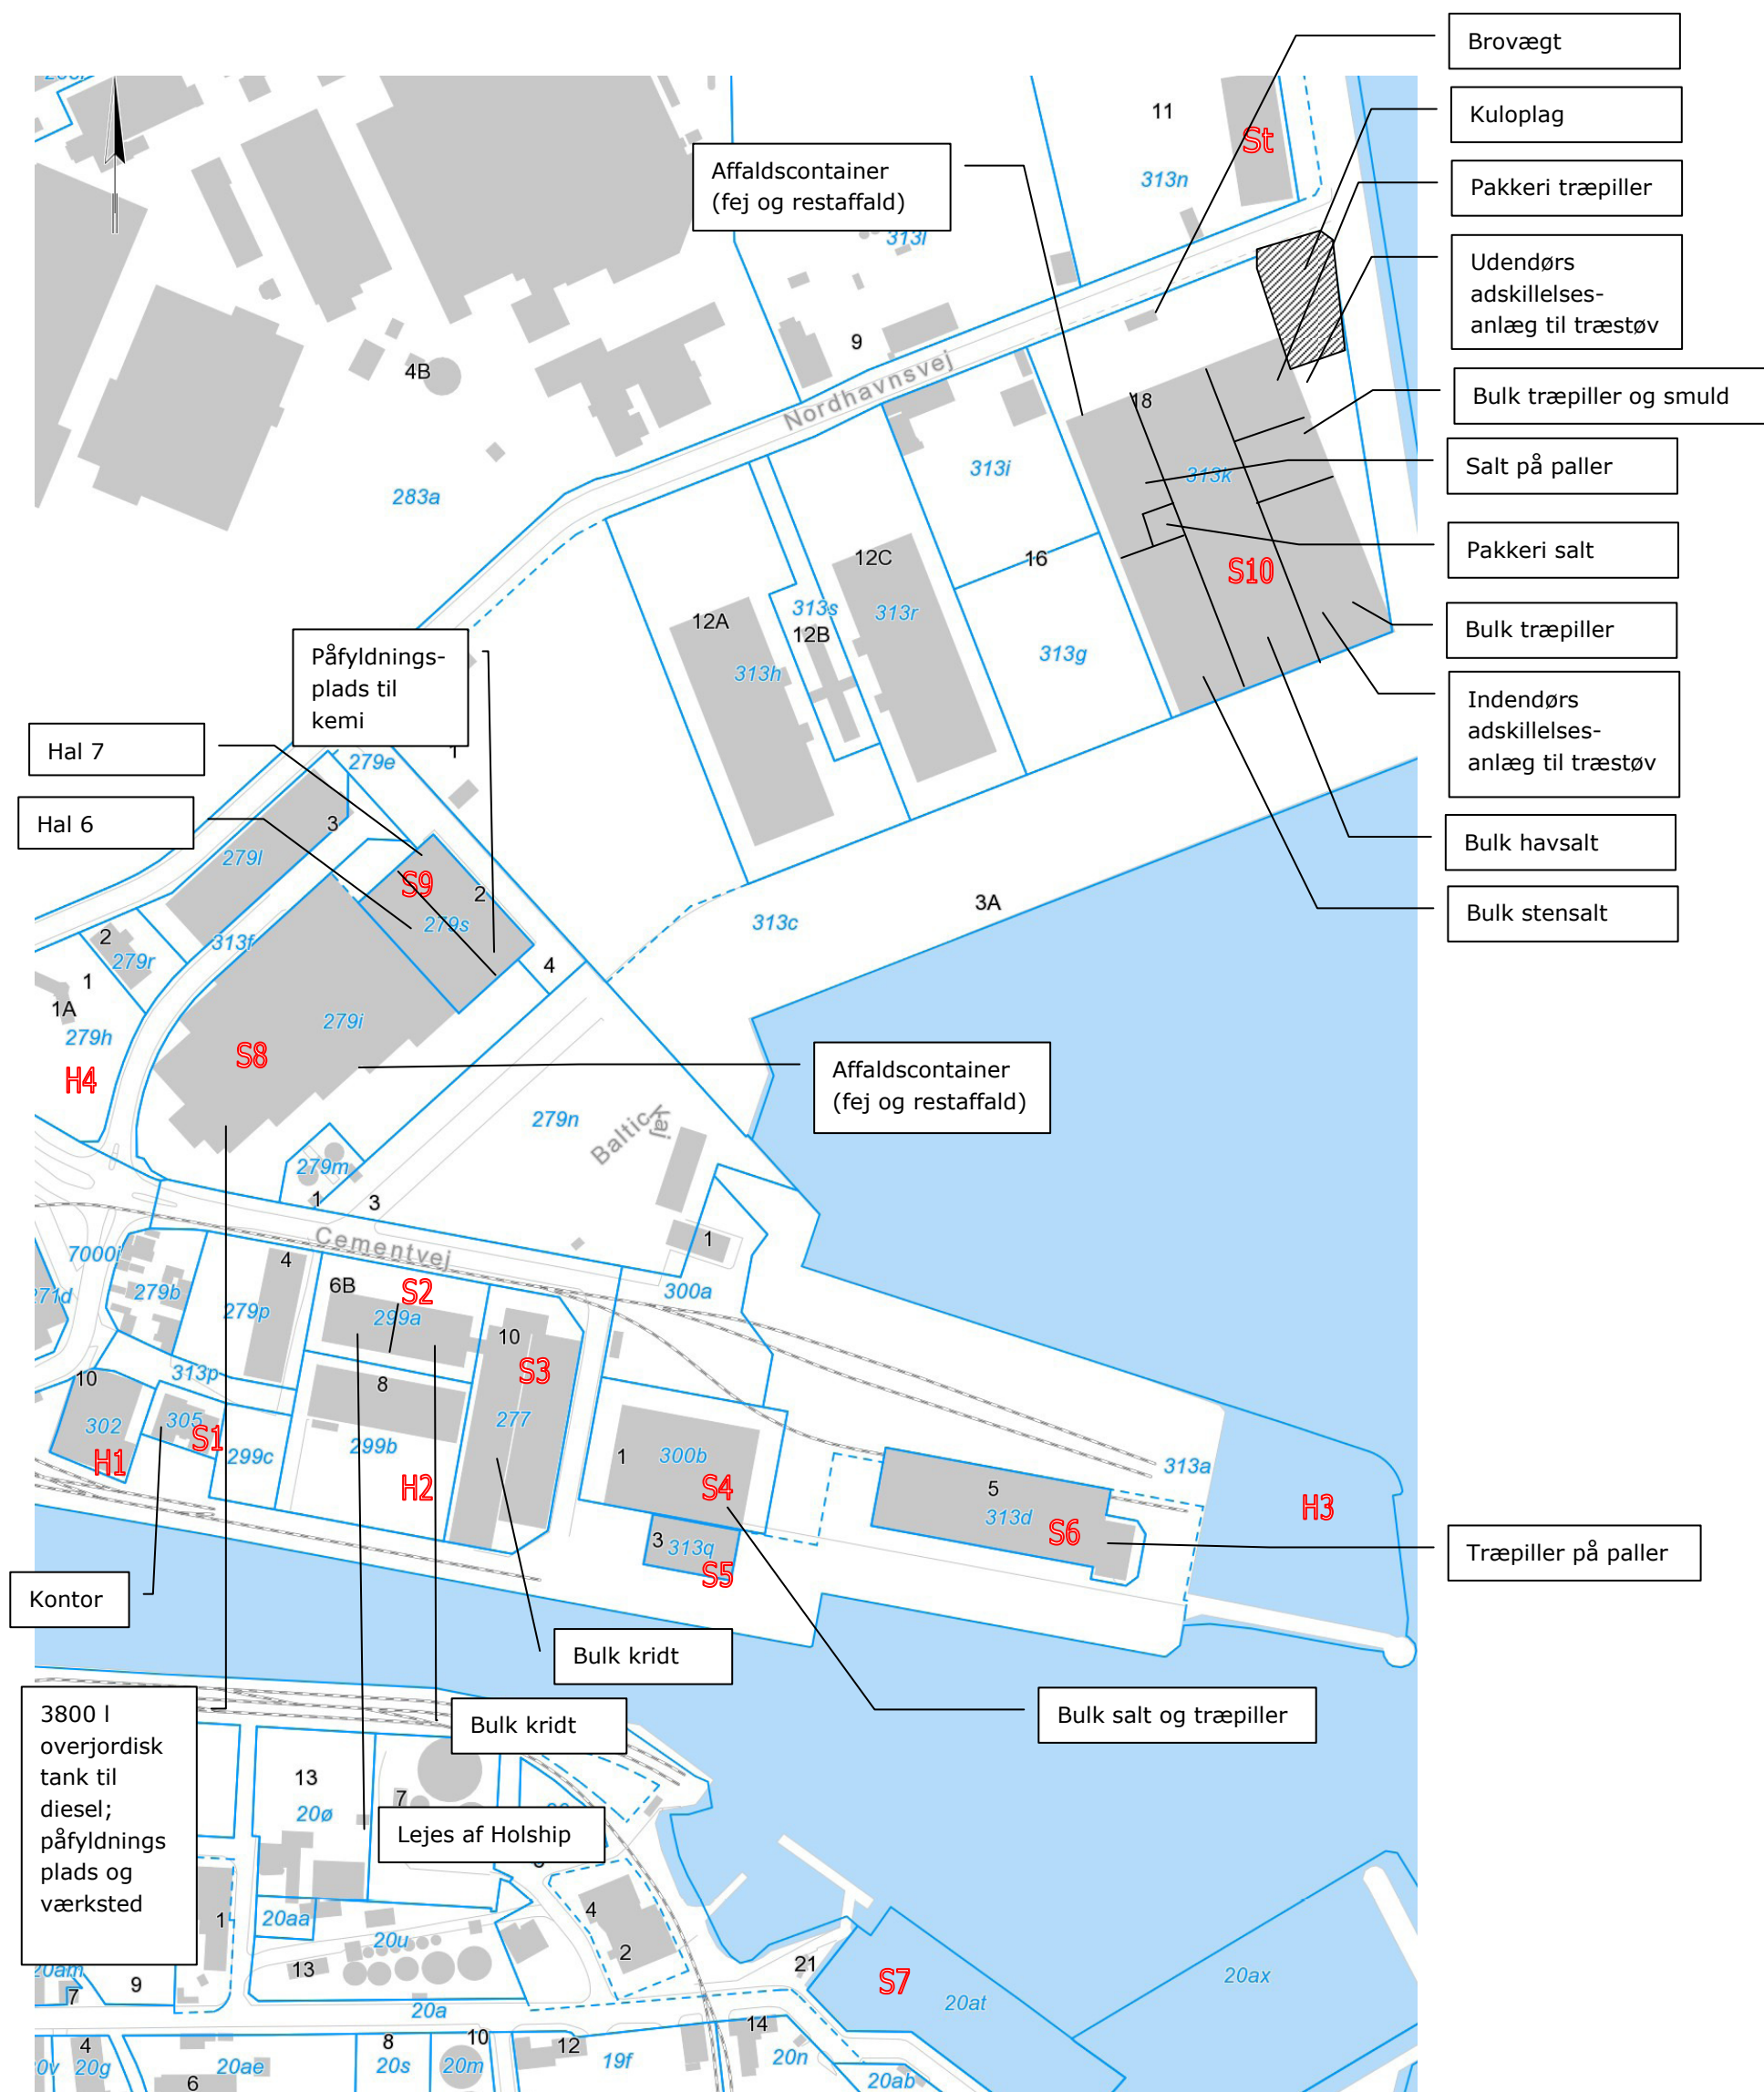 Brovægt
Kuloplag
Pakkeri træpiller
Udendørs
adskillelses-
anlæg til træstøv
Bulk træpiller og smuld
Salt på paller
Pakkeri salt
Bulk træpiller
Indendørs
adskillelses-
anlæg til træstøv
Bulk havsalt
Bulk stensalt
Affaldscontainer
(fej og restaffald)
11
St
313n
313l
9
4B
Nordhavnsvej
18
283a
313i
313k
12C
16
S10
12A
313s
12B
313r
313h
313g
Påfyldnings-
plads til
kemi
Hal 7
279e
Hal 6
3
279l
S9
2
279s
3A
313c
2
279r
313f
4
1
1A
279i
279h
S8
H4
Affaldscontainer
(fej og restaffald)
279n
Baltic Kaj
279m
1
3
Cementvej
1
7000i
4
6B
S2
300a
271d
279b
279p
299a
10
S3
313p
10
8
302
305
S1
277
299c
299b
H1
H2
1
300b
S4
313a
5
313d
H3
S6
3
313q
S5
Træpiller på paller
Kontor
Bulk kridt
Bulk kridt
Bulk salt og træpiller
3800 l
overjordisk
tank til
diesel;
påfyldnings
plads og
værksted
13
20ø
7
Lejes af Holship
1
20aa
20u
4
2
13
21
S7
20at
20ax
20am
9
7
20a
4
20v
20g
20ae
6
8
20s
10
20m
12
19f
14
20n
20ab